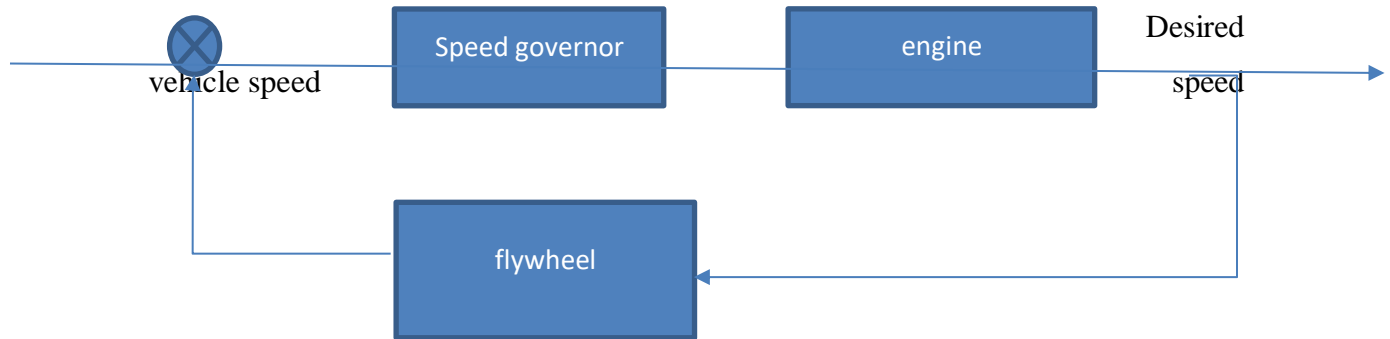 Desired
Speed governor
engine
vehicle speed
speed
flywheel